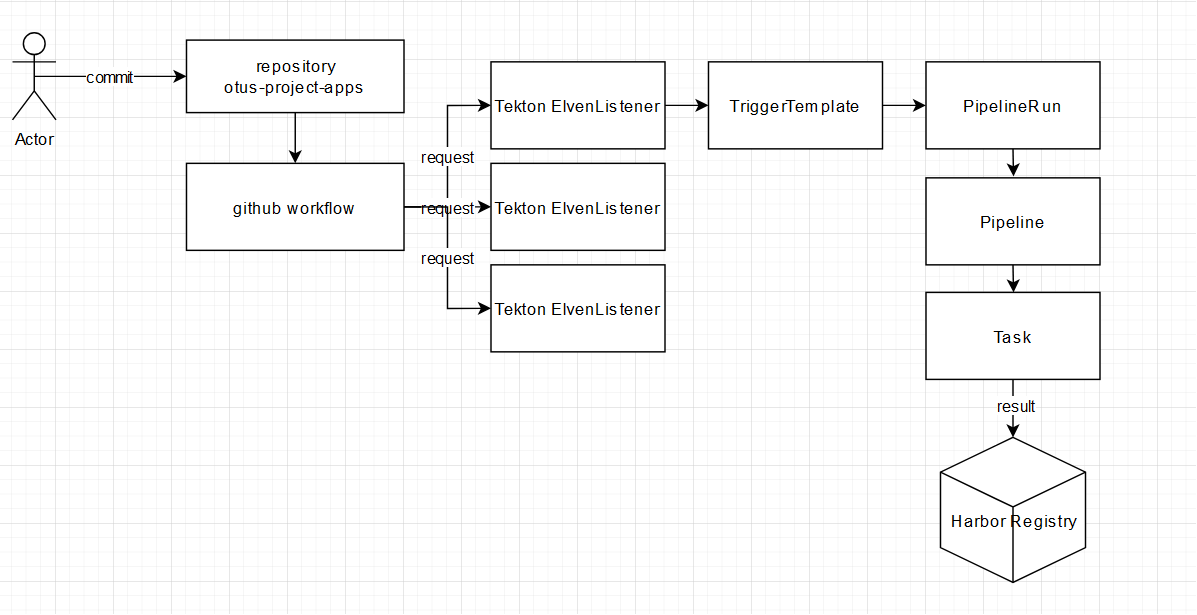 Actor
commit
repository
otus-project-apps
github workflow
request
request
request
Tekton ElvenListener
Tekton ElvenListener
Tekton ElvenListener
TriggerTemplate
PipelineRun
Pipeline
Task
result
Harbor Registry